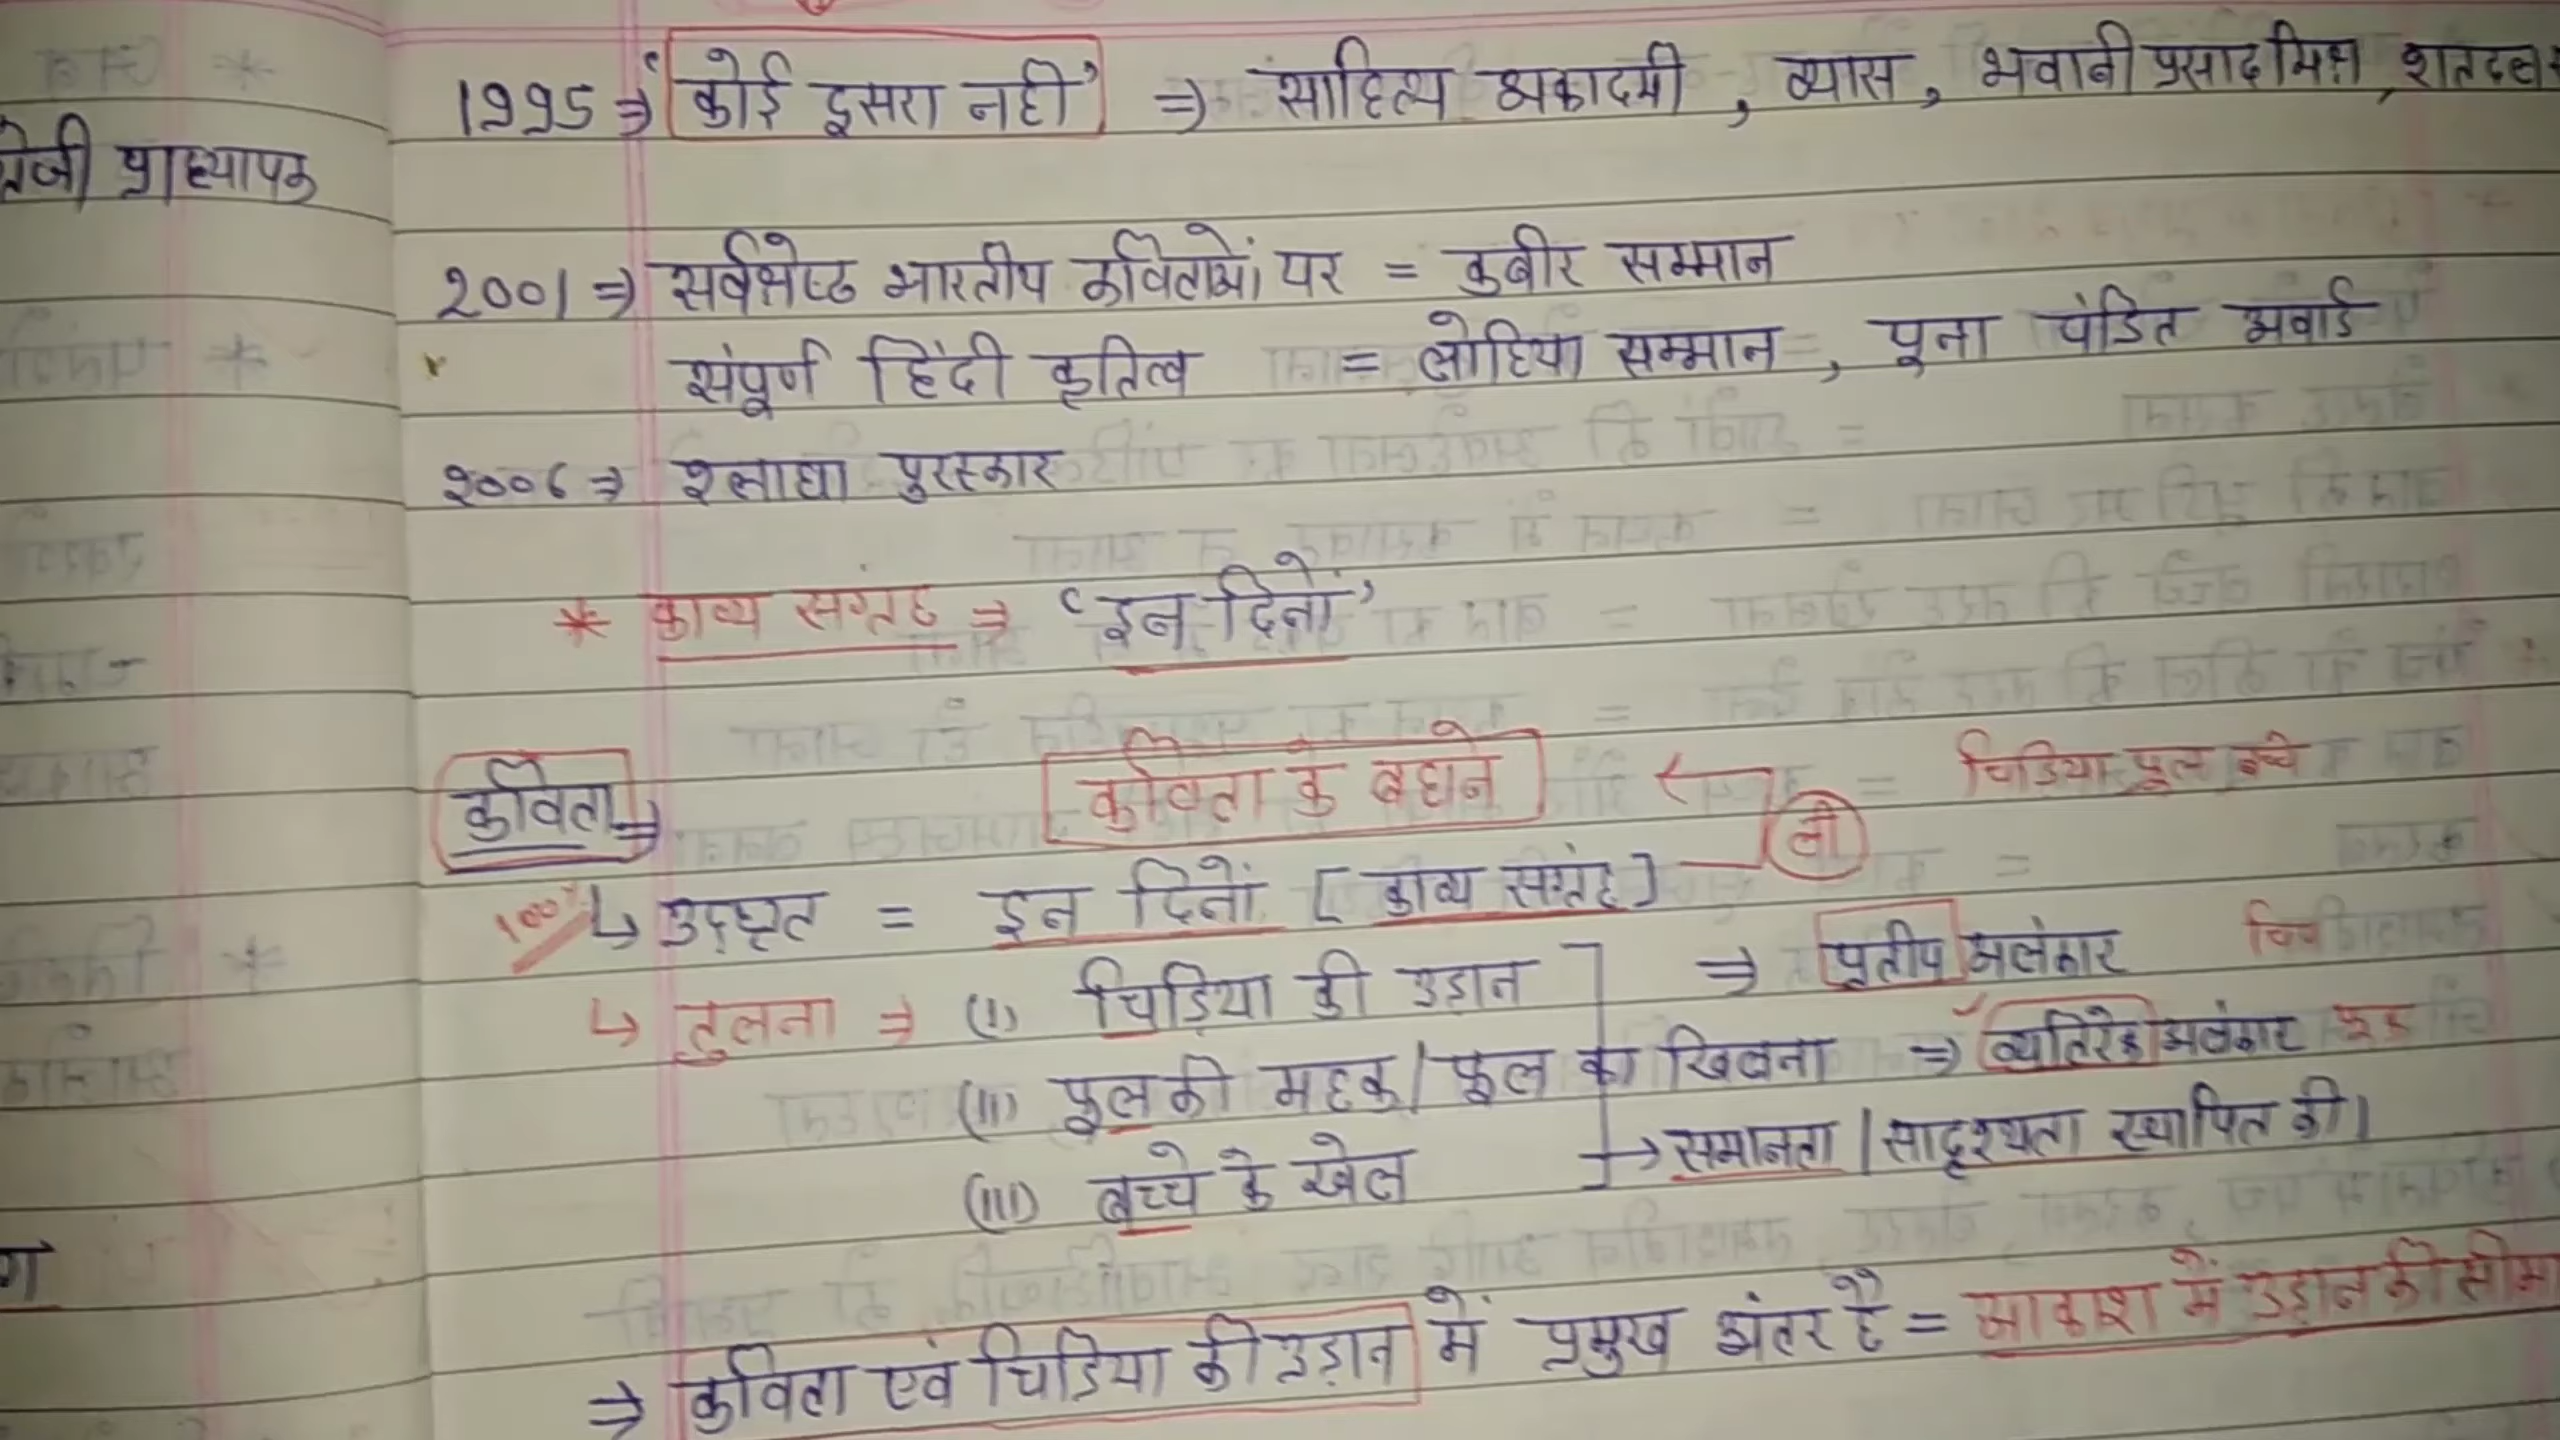 1995 ⇒ 'कोई दूसरा नहीं' ⇒ साहित्य अकादमी, व्यास, भवानी प्रसाद मिश्र, शतदल
प्राध्यापक
2001 ⇒ सर्वश्रेष्ठ भारतीय कविताओं पर = कुबीर सम्मान
संपूर्ण हिंदी कृतित्व = लोहिया सम्मान, पूना पंडित अवार्ड
2006 ⇒ श्लाघा पुरस्कार
* काव्य संग्रह ⇒ 'इन दिनों'
कविता ⇒ कविता के बहाने ← चिडिया फूल बच्चे
100% ↳ उद्धृत = इन दिनों [काव्य संग्रह]
↳ तुलना ⇒ (I) चिड़िया की उड़ान ⇒ प्रतीप अलंकार
(II) फूल की महक / फूल का खिलना ⇒ व्यतिरेक अलंकार
(III) बच्चे के खेल → समानता / सादृश्यता स्थापित की।
⇒ कविता एवं चिडिया की उड़ान में प्रमुख अंतर है = आकाश में उड़ान की सीमा